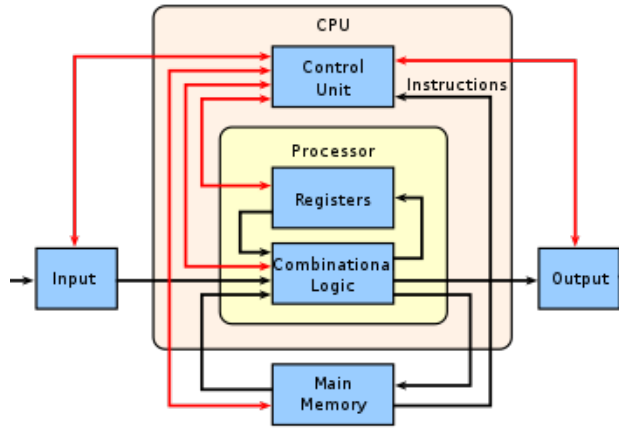 CPU
Control
Unit
Instructions
Processor
Registers
Input
Combinationa
Logic
Output
Main
Memory